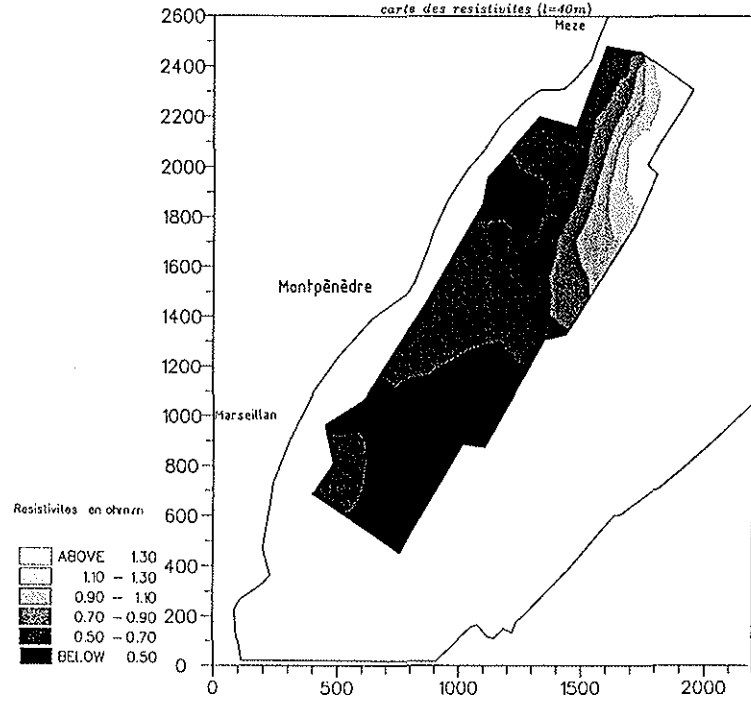 carte des resistivites (l=40m)
Meze
2600
2400
2200
2000
1800
1600
Montpènèdre
1400
1200
1000
Marseillan
800
600
Resistivites en ohm.m
400
200
0
ABOVE 1.30
1.10 - 1.30
0.90 - 1.10
0.70 - 0.90
0.50 - 0.70
BELOW 0.50
0 500 1000 1500 2000